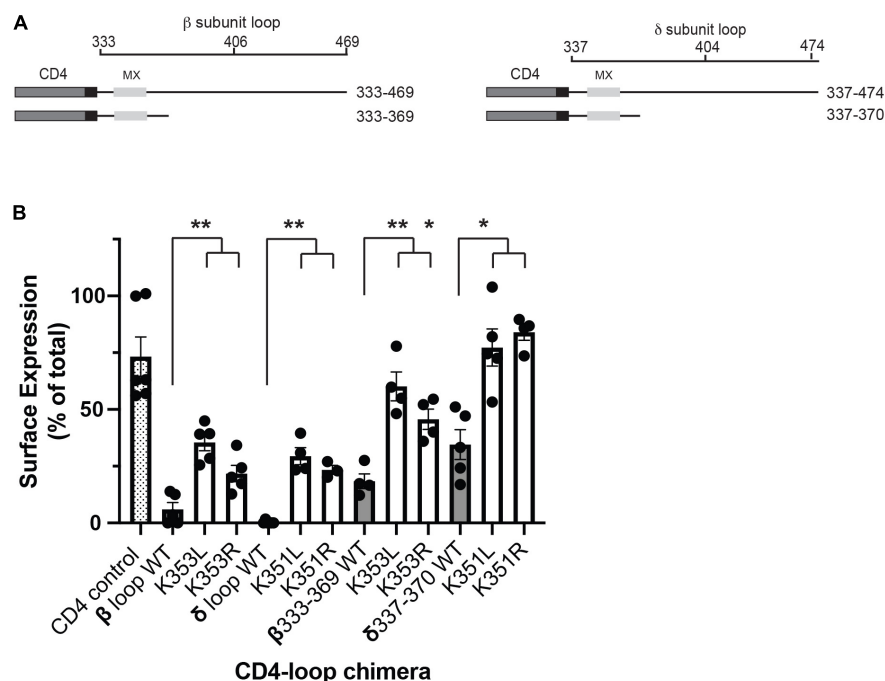 A
β subunit loop
333 406 469
CD4 MX
333-469
333-369
δ subunit loop
337 404 474
CD4 MX
337-474
337-370
B
** ** ** * *
Surface Expression
(% of total)
100
50
0
CD4 control
β loop WT
K353L
K353R
δ loop WT
K351L
K351R
β333-369 WT
K353L
K353R
δ337-370 WT
K351L
K351R
CD4-loop chimera